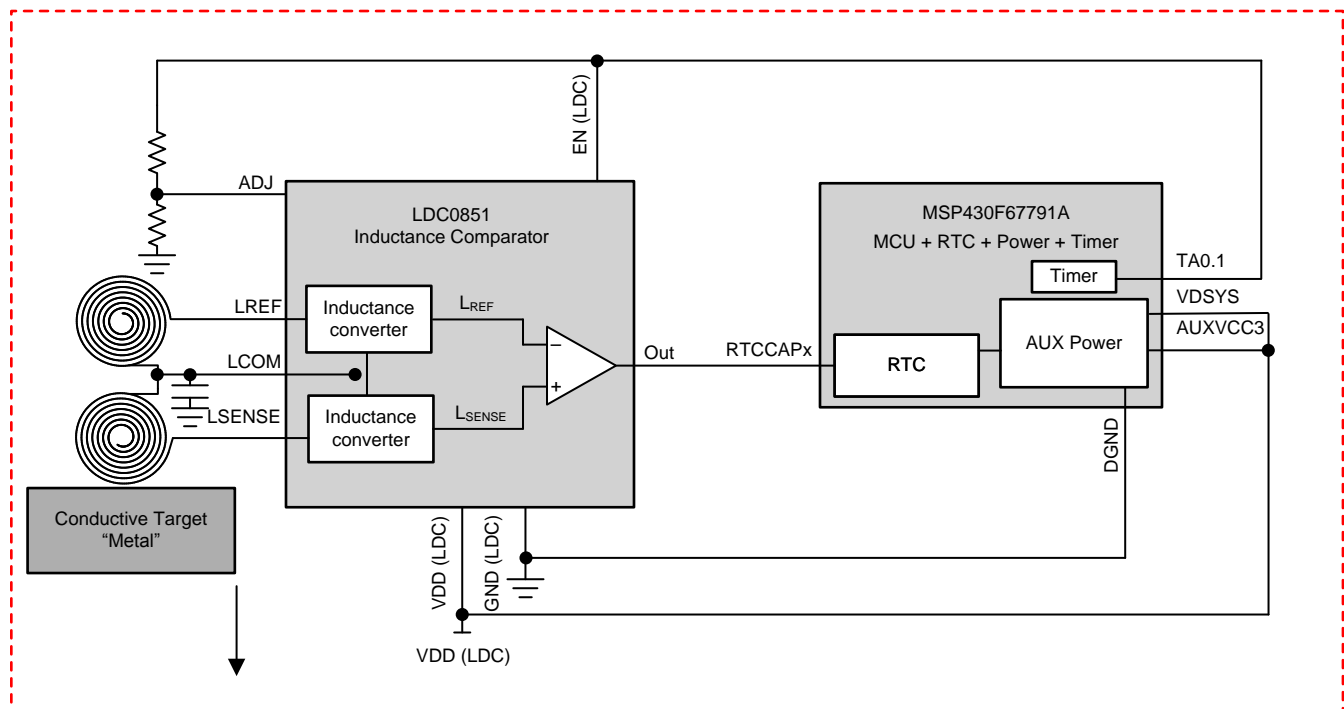 EN (LDC)
ADJ
LDC0851
Inductance Comparator
MSP430F67791A
MCU + RTC + Power + Timer
Timer
TA0.1
VDSYS
AUXVCC3
LREF
Inductance
converter
LREF
−
AUX Power
LCOM
Out
RTCCAPx
RTC
+
LSENSE
Inductance
converter
LSENSE
DGND
Conductive Target
“Metal”
VDD (LDC)
GND (LDC)
VDD (LDC)